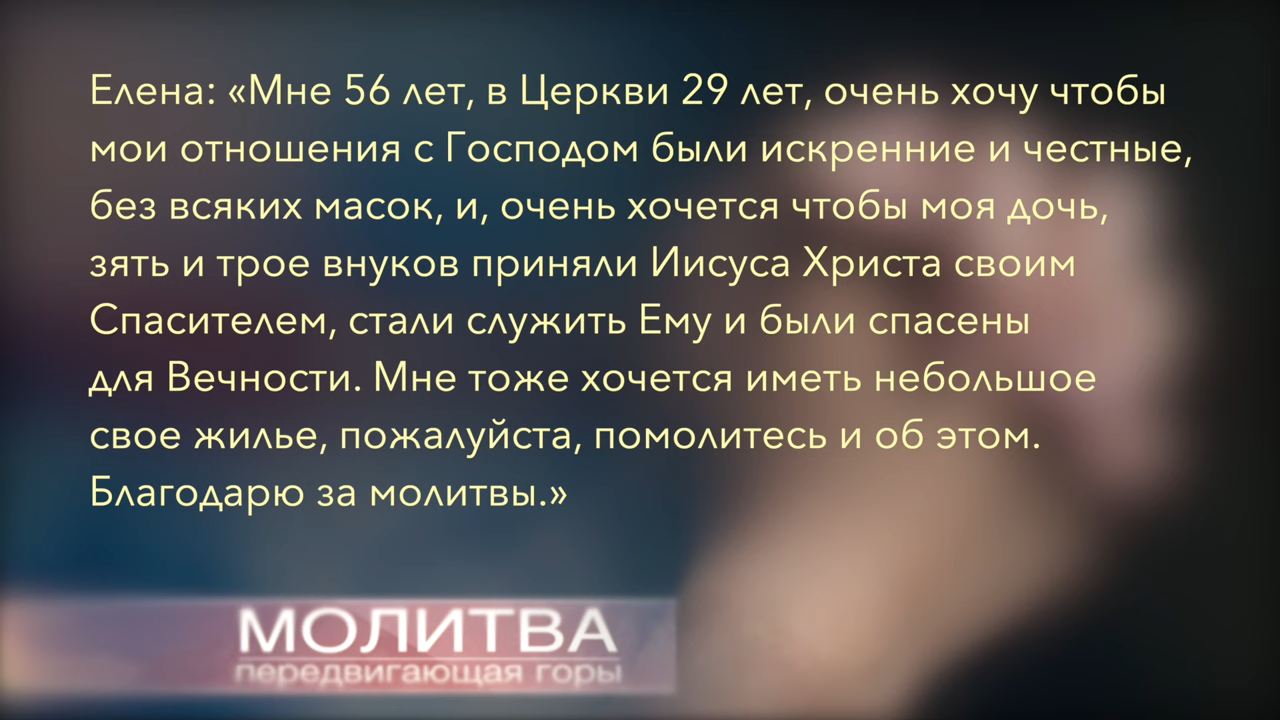 Елена: «Мне 56 лет, в Церкви 29 лет, очень хочу чтобы
мои отношения с Господом были искренние и честные,
без всяких масок, и, очень хочется чтобы моя дочь,
зять и трое внуков приняли Иисуса Христа своим
Спасителем, стали служить Ему и были спасены
для Вечности. Мне тоже хочется иметь небольшое
свое жилье, пожалуйста, помолитесь и об этом.
Благодарю за молитвы.»
МОЛИТВА
передвигающая горы